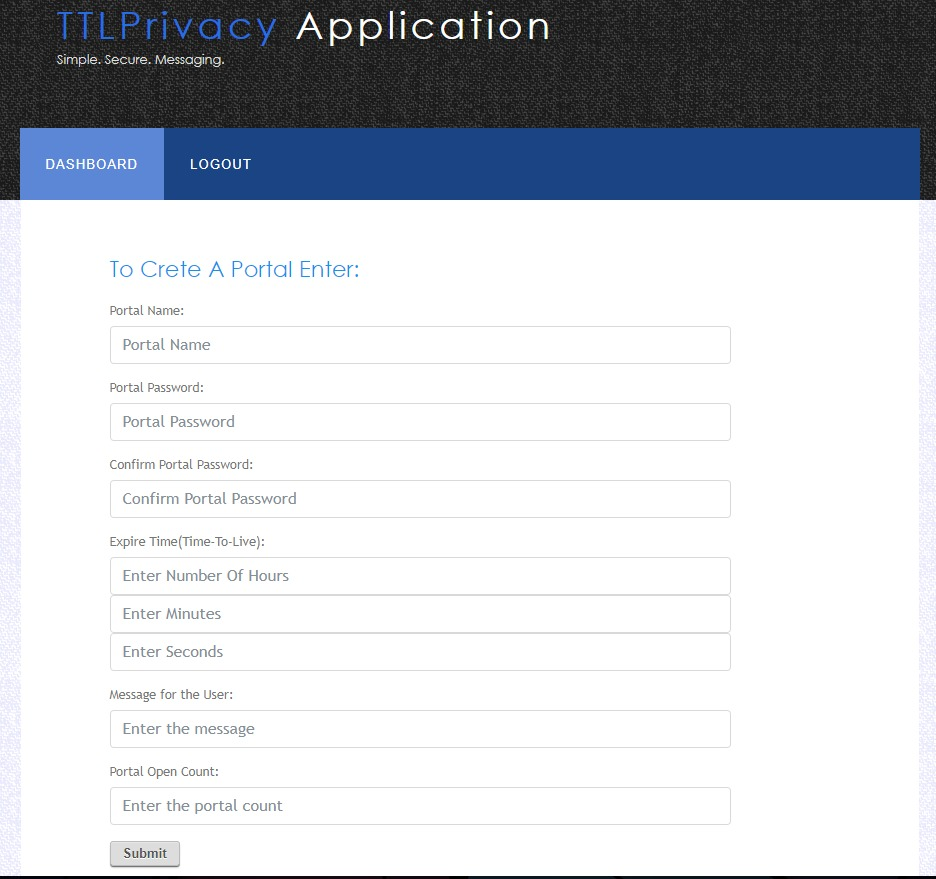 TTLPrivacy Application
Simple. Secure. Messaging.
DASHBOARD LOGOUT
To Crete A Portal Enter:
Portal Name:
Portal Name
Portal Password:
Portal Password
Confirm Portal Password:
Confirm Portal Password
Expire Time(Time-To-Live):
Enter Number Of Hours
Enter Minutes
Enter Seconds
Message for the User:
Enter the message
Portal Open Count:
Enter the portal count
Submit